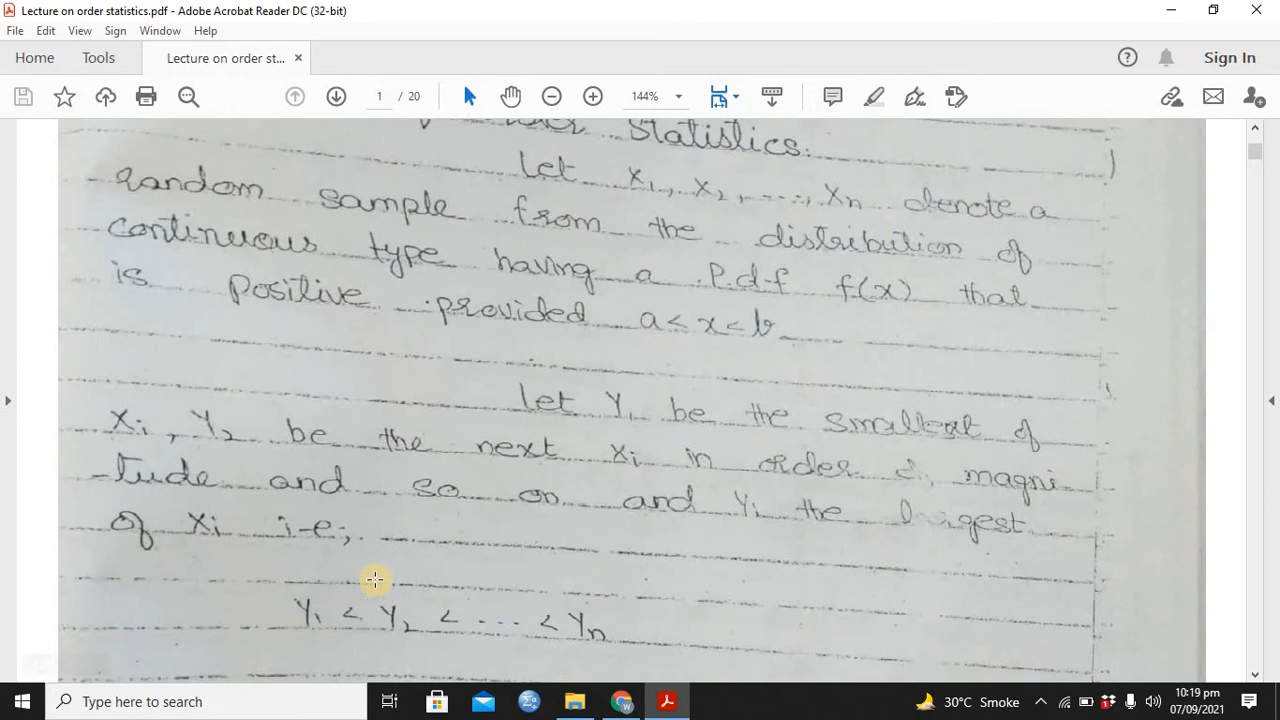 Lecture on order statistics.pdf - Adobe Acrobat Reader DC (32-bit)
File Edit View Sign Window Help
Home Tools Lecture on order st... × Sign In
1 / 20 144%
Statistics.
Let X1, X2, ...., Xn denote a
random sample from the distribution of
continuous type having a P.d.f f(x) that
is positive provided a < x < b
Let Y1 be the smallest of
Xi, Y2 be the next Xi in order magni
-tude and so on and Yi the largest
of Xi i-e;
Y1 < Y2 < ... < Yn
Type here to search
30°C Smoke
10:19 pm
07/09/2021